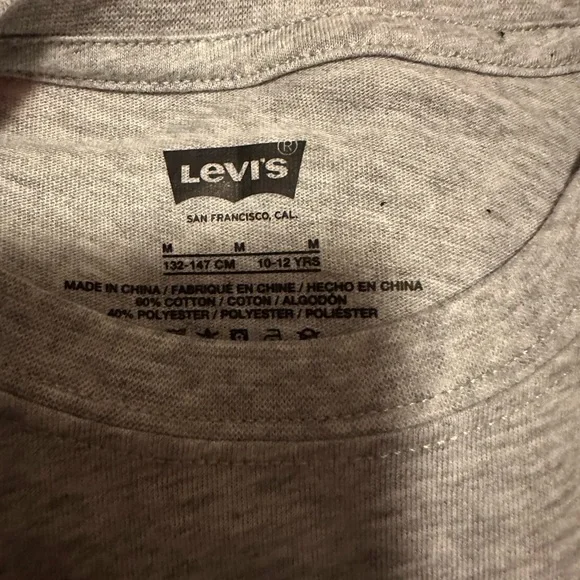 LEVI'S ®
SAN FRANCISCO, CAL.
M M M
132-147 CM 10-12 YRS
MADE IN CHINA / FABRIQUÉ EN CHINE / HECHO EN CHINA
60% COTTON / COTON / ALGODÓN
40% POLYESTER / POLYESTER / POLIÉSTER